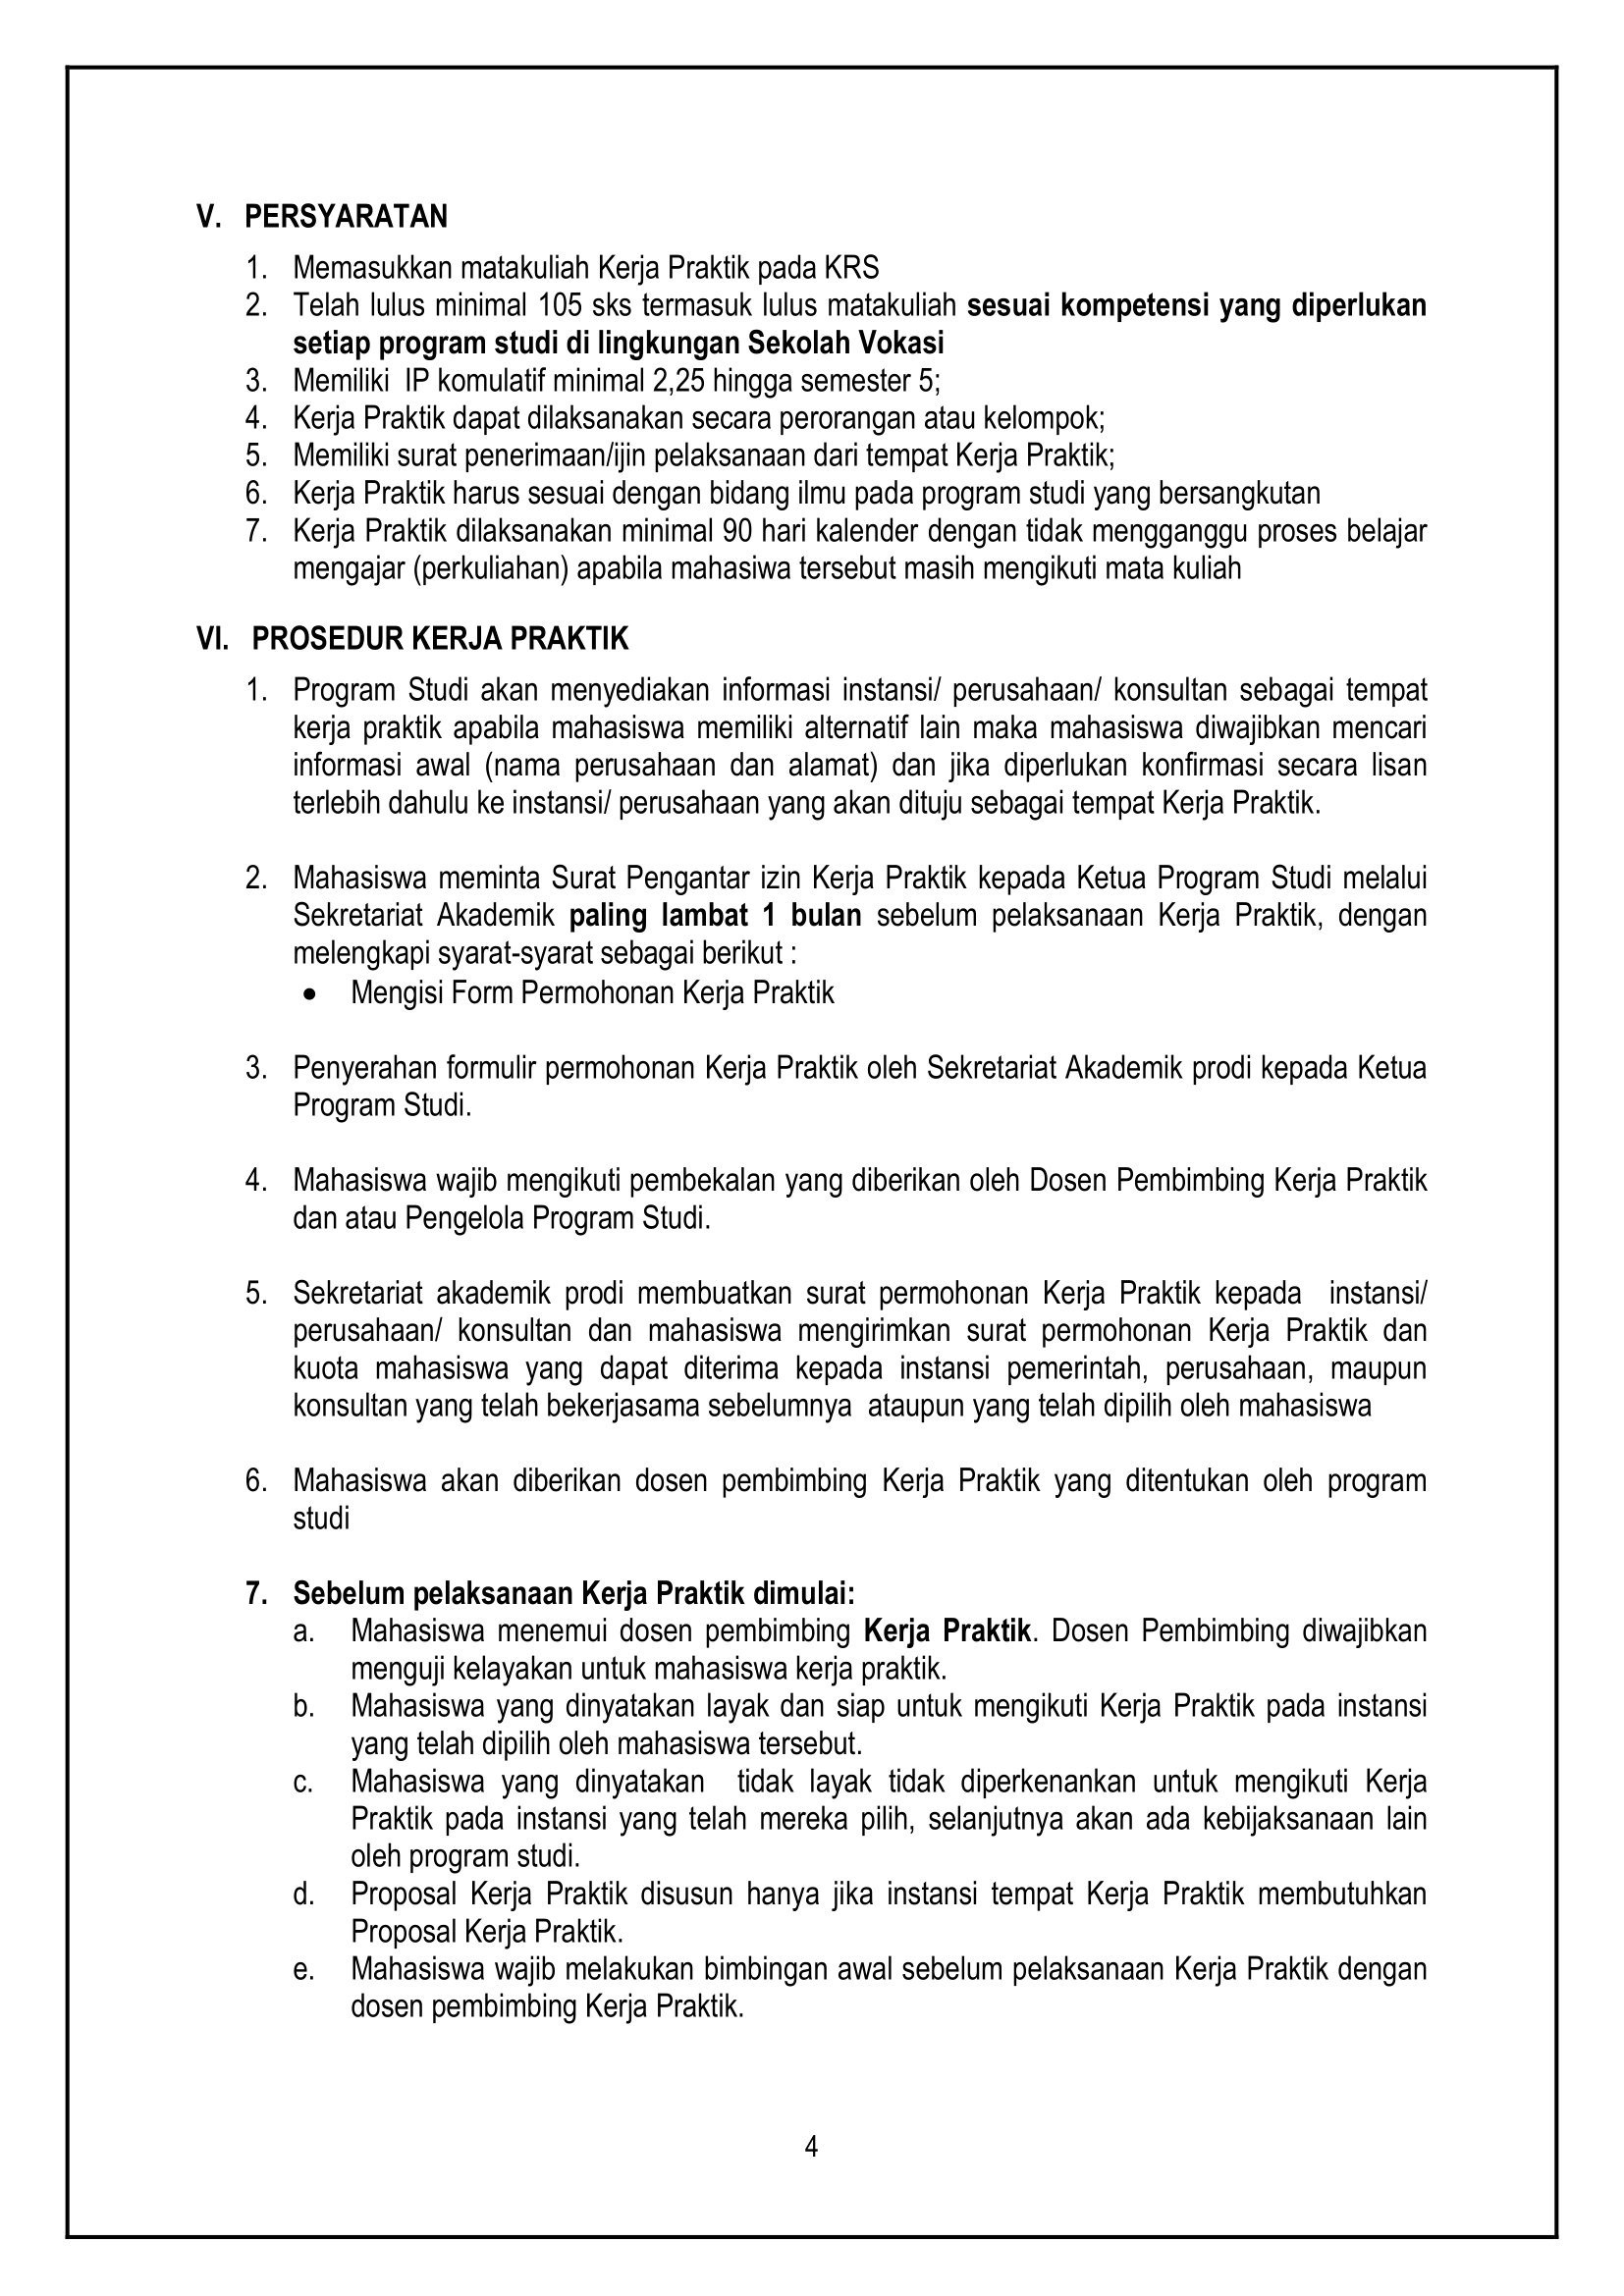 V. PERSYARATAN
1. Memasukkan matakuliah Kerja Praktik pada KRS
2. Telah lulus minimal 105 sks termasuk lulus matakuliah sesuai kompetensi yang diperlukan
setiap program studi di lingkungan Sekolah Vokasi
3. Memiliki IP komulatif minimal 2,25 hingga semester 5;
4. Kerja Praktik dapat dilaksanakan secara perorangan atau kelompok;
5. Memiliki surat penerimaan/ijin pelaksanaan dari tempat Kerja Praktik;
6. Kerja Praktik harus sesuai dengan bidang ilmu pada program studi yang bersangkutan
7. Kerja Praktik dilaksanakan minimal 90 hari kalender dengan tidak mengganggu proses belajar
mengajar (perkuliahan) apabila mahasiwa tersebut masih mengikuti mata kuliah
VI. PROSEDUR KERJA PRAKTIK
1. Program Studi akan menyediakan informasi instansi/ perusahaan/ konsultan sebagai tempat
kerja praktik apabila mahasiswa memiliki alternatif lain maka mahasiswa diwajibkan mencari
informasi awal (nama perusahaan dan alamat) dan jika diperlukan konfirmasi secara lisan
terlebih dahulu ke instansi/ perusahaan yang akan dituju sebagai tempat Kerja Praktik.
2. Mahasiswa meminta Surat Pengantar izin Kerja Praktik kepada Ketua Program Studi melalui
Sekretariat Akademik paling lambat 1 bulan sebelum pelaksanaan Kerja Praktik, dengan
melengkapi syarat-syarat sebagai berikut :
• Mengisi Form Permohonan Kerja Praktik
3. Penyerahan formulir permohonan Kerja Praktik oleh Sekretariat Akademik prodi kepada Ketua
Program Studi.
4. Mahasiswa wajib mengikuti pembekalan yang diberikan oleh Dosen Pembimbing Kerja Praktik
dan atau Pengelola Program Studi.
5. Sekretariat akademik prodi membuatkan surat permohonan Kerja Praktik kepada instansi/
perusahaan/ konsultan dan mahasiswa mengirimkan surat permohonan Kerja Praktik dan
kuota mahasiswa yang dapat diterima kepada instansi pemerintah, perusahaan, maupun
konsultan yang telah bekerjasama sebelumnya ataupun yang telah dipilih oleh mahasiswa
6. Mahasiswa akan diberikan dosen pembimbing Kerja Praktik yang ditentukan oleh program
studi
7. Sebelum pelaksanaan Kerja Praktik dimulai:
a. Mahasiswa menemui dosen pembimbing Kerja Praktik. Dosen Pembimbing diwajibkan
menguji kelayakan untuk mahasiswa kerja praktik.
b. Mahasiswa yang dinyatakan layak dan siap untuk mengikuti Kerja Praktik pada instansi
yang telah dipilih oleh mahasiswa tersebut.
c. Mahasiswa yang dinyatakan tidak layak tidak diperkenankan untuk mengikuti Kerja
Praktik pada instansi yang telah mereka pilih, selanjutnya akan ada kebijaksanaan lain
oleh program studi.
d. Proposal Kerja Praktik disusun hanya jika instansi tempat Kerja Praktik membutuhkan
Proposal Kerja Praktik.
e. Mahasiswa wajib melakukan bimbingan awal sebelum pelaksanaan Kerja Praktik dengan
dosen pembimbing Kerja Praktik.
4